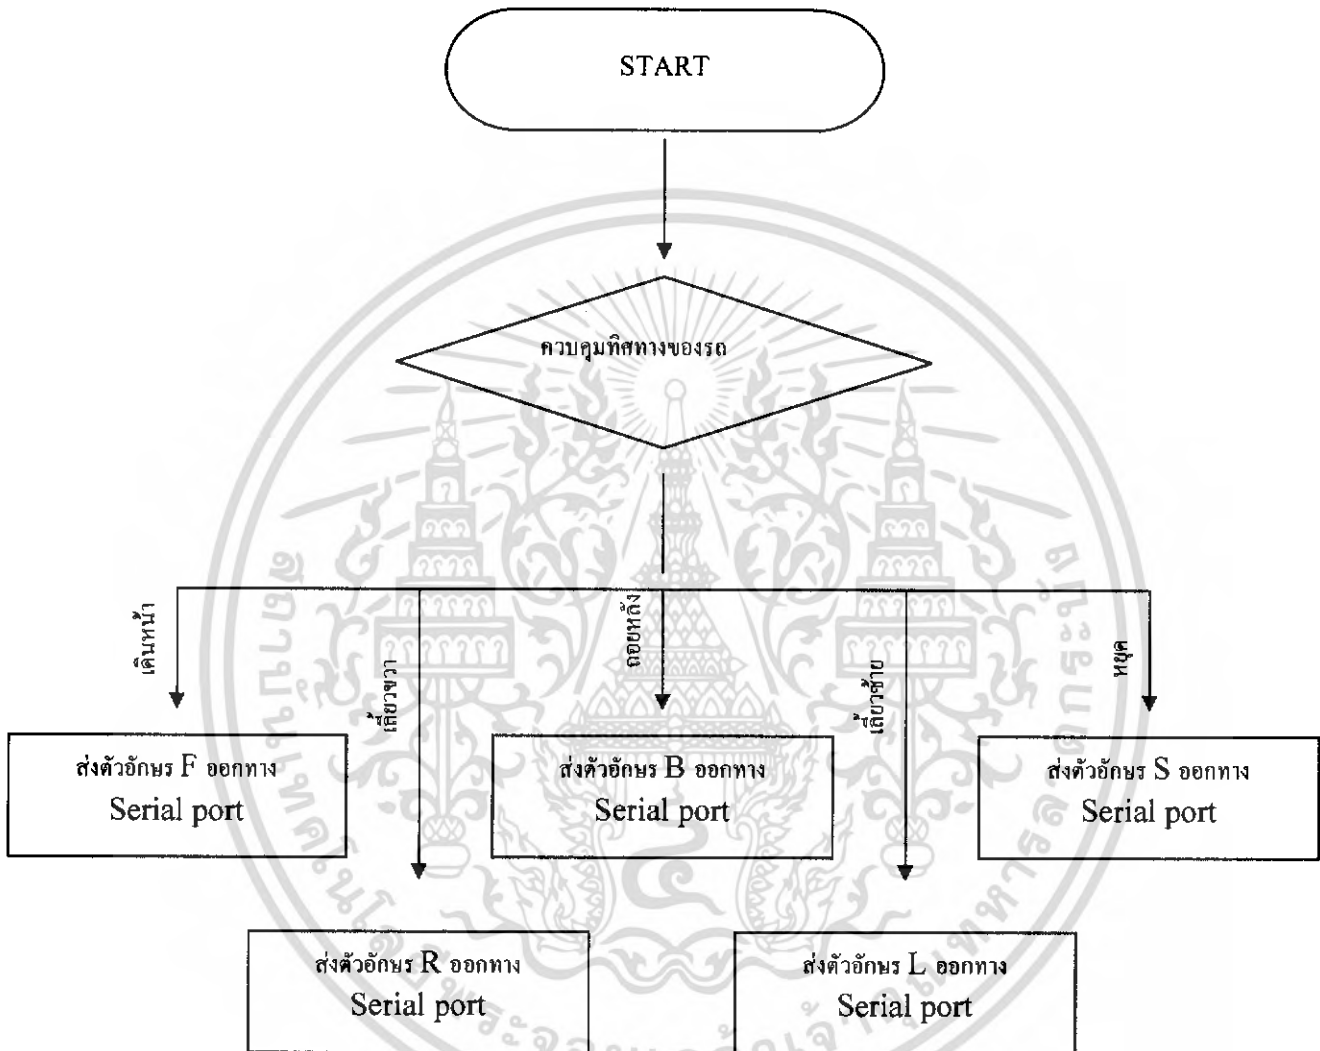 START
ควบคุมทิศทางของรถ
เดินหน้า
เลี้ยวขวา
ถอยหลัง
เลี้ยวซ้าย
หยุด
ส่งตัวอักษร F ออกทาง
Serial port
ส่งตัวอักษร B ออกทาง
Serial port
ส่งตัวอักษร S ออกทาง
Serial port
ส่งตัวอักษร R ออกทาง
Serial port
ส่งตัวอักษร L ออกทาง
Serial port